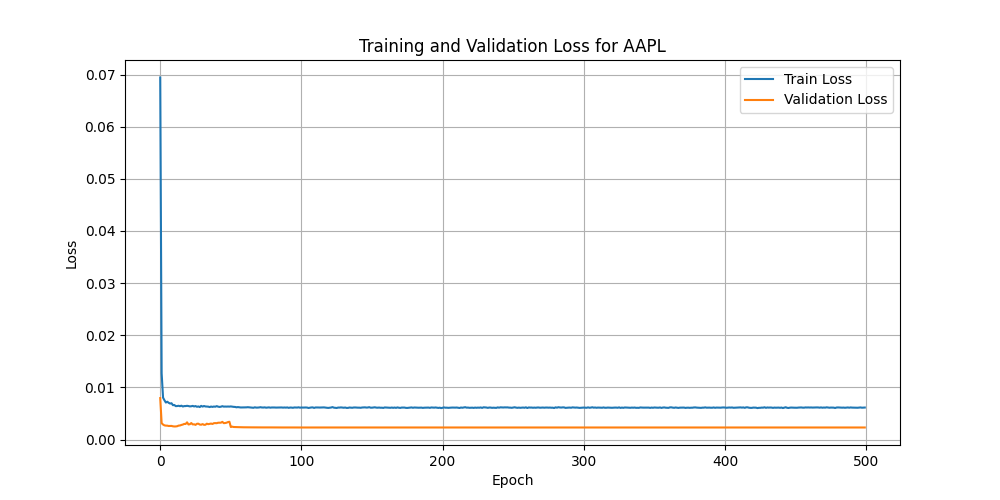 Training and Validation Loss for AAPL
Train Loss
Validation Loss
0.07
0.06
0.05
0.04
0.03
0.02
0.01
0.00
Loss
0 100 200 300 400 500
Epoch